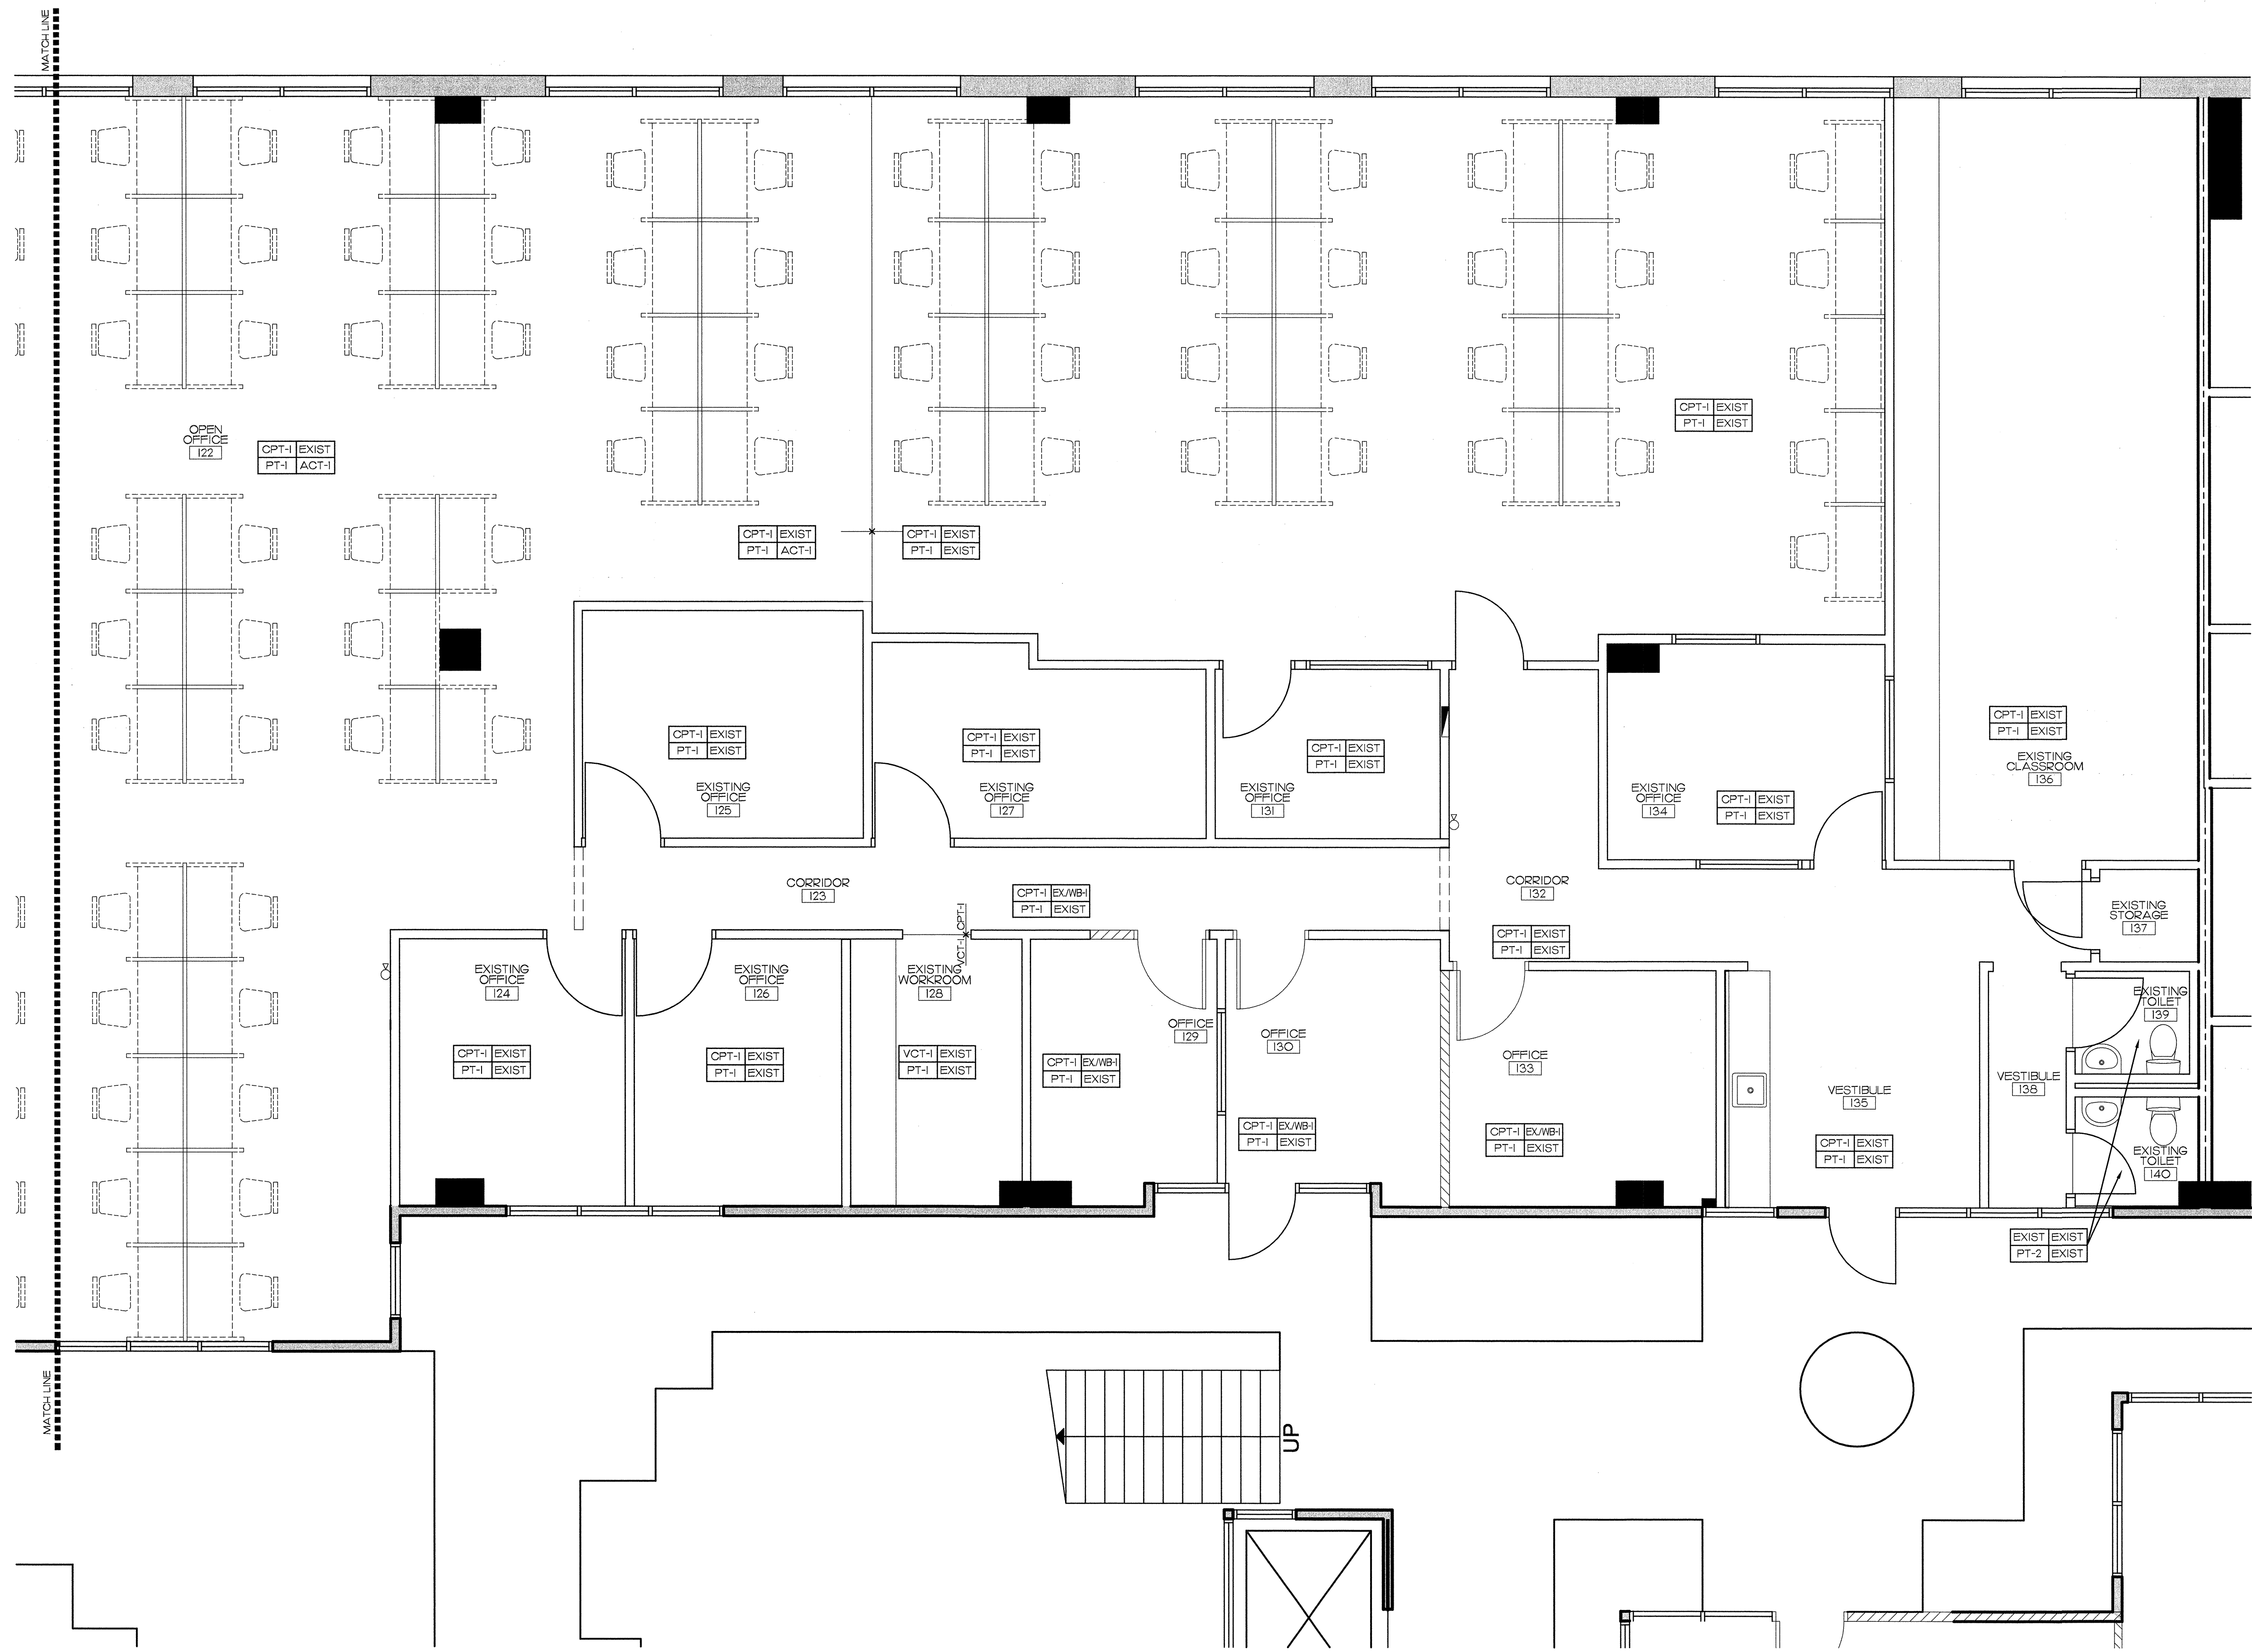 MATCH LINE
OPEN
OFFICE
122
CPT-1 EXIST
PT-1 ACT-1
CPT-1 EXIST
PT-1 EXIST
CPT-1 EXIST
PT-1 ACT-1
CPT-1 EXIST
PT-1 EXIST
CPT-1 EXIST
PT-1 EXIST
EXISTING
OFFICE
125
CPT-1 EXIST
PT-1 EXIST
EXISTING
OFFICE
127
CPT-1 EXIST
PT-1 EXIST
EXISTING
OFFICE
131
EXISTING
OFFICE
134
CPT-1 EXIST
PT-1 EXIST
CPT-1 EXIST
PT-1 EXIST
EXISTING
CLASSROOM
136
CORRIDOR
123
CPT-1 EX/WB-1
PT-1 EXIST
CORRIDOR
132
CPT-1 EXIST
PT-1 EXIST
EXISTING
STORAGE
137
VCT-1 CPT-1
EXISTING
OFFICE
124
CPT-1 EXIST
PT-1 EXIST
EXISTING
OFFICE
126
CPT-1 EXIST
PT-1 EXIST
EXISTING
WORKROOM
128
VCT-1 EXIST
PT-1 EXIST
OFFICE
129
CPT-1 EX/WB-1
PT-1 EXIST
OFFICE
130
CPT-1 EX/WB-1
PT-1 EXIST
OFFICE
133
CPT-1 EX/WB-1
PT-1 EXIST
VESTIBULE
135
CPT-1 EXIST
PT-1 EXIST
VESTIBULE
138
EXISTING
TOILET
139
EXISTING
TOILET
140
EXIST EXIST
PT-2 EXIST
MATCH LINE
UP